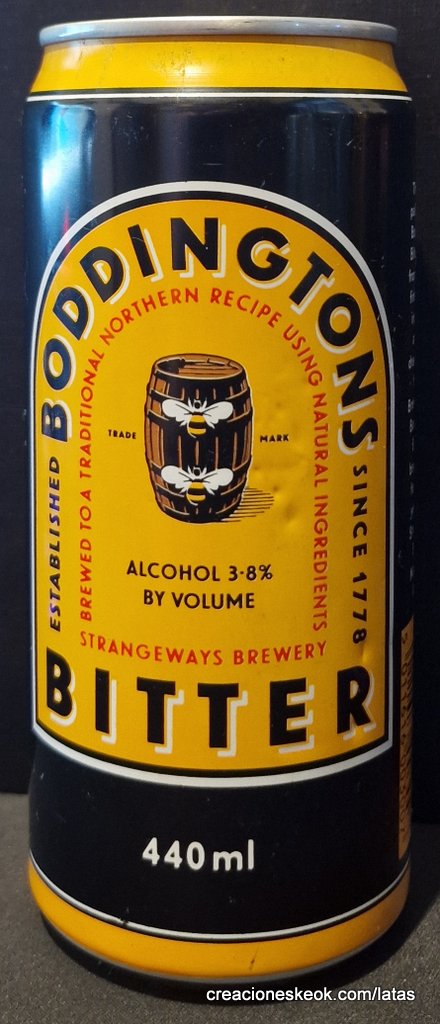 BODDINGTONS
ESTABLISHED
SINCE 1778
BREWED TO A TRADITIONAL NORTHERN RECIPE USING NATURAL INGREDIENTS
TRADE MARK
ALCOHOL 3·8%
BY VOLUME
STRANGEWAYS BREWERY
BITTER
440ml
creacioneskeok.com/latas